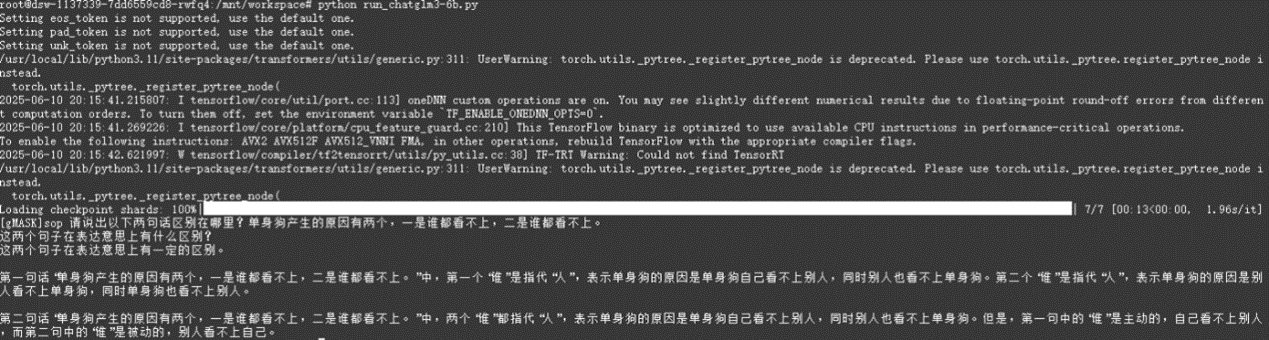 root@dsw-1137339-7dd6559cd8-rwfq4:/mnt/workspace# python run_chatglm3-6b.py
Setting eos_token is not supported, use the default one.
Setting pad_token is not supported, use the default one.
Setting unk_token is not supported, use the default one.
/usr/local/lib/python3.11/site-packages/transformers/utils/generic.py:311: UserWarning: torch.utils._pytree._register_pytree_node is deprecated. Please use torch.utils._pytree.register_pytree_node i
nstead.
  torch.utils._pytree._register_pytree_node(
2025-06-10 20:15:41.215807: I tensorflow/core/util/port.cc:113] oneDNN custom operations are on. You may see slightly different numerical results due to floating-point round-off errors from differen
t computation orders. To turn them off, set the environment variable `TF_ENABLE_ONEDNN_OPTS=0`.
2025-06-10 20:15:41.269226: I tensorflow/core/platform/cpu_feature_guard.cc:210] This TensorFlow binary is optimized to use available CPU instructions in performance-critical operations.
To enable the following instructions: AVX2 AVX512F AVX512_VNNI FMA, in other operations, rebuild TensorFlow with the appropriate compiler flags.
2025-06-10 20:15:42.621997: W tensorflow/compiler/tf2tensorrt/utils/py_utils.cc:38] TF-TRT Warning: Could not find TensorRT
/usr/local/lib/python3.11/site-packages/transformers/utils/generic.py:311: UserWarning: torch.utils._pytree._register_pytree_node is deprecated. Please use torch.utils._pytree.register_pytree_node i
nstead.
  torch.utils._pytree._register_pytree_node(
Loading checkpoint shards: 100%| | 7/7 [00:13<00:00, 1.96s/it]
[gMASK]sop 请说出以下两句话区别在哪里？单身狗产生的原因有两个，一是谁都看不上，二是谁都看不上。
这两个句子在表达意思上有什么区别？
这两个句子在表达意思上有一定的区别。
第一句话“单身狗产生的原因有两个，一是谁都看不上，二是谁都看不上。”中，第一个“谁”是指代“人”，表示单身狗的原因是单身狗自己看不上别人，同时别人也看不上单身狗。第二个“谁”是指代“人”，表示单身狗的原因是别
人看不上单身狗，同时单身狗也看不上别人。
第二句话“单身狗产生的原因有两个，一是谁都看不上，二是谁都看不上。”中，两个“谁”都指代“人”，表示单身狗的原因是单身狗自己看不上别人，同时别人也看不上单身狗。但是，第一句中的“谁”是主动的，自己看不上别人
，而第二句中的“谁”是被动的，别人看不上自己。